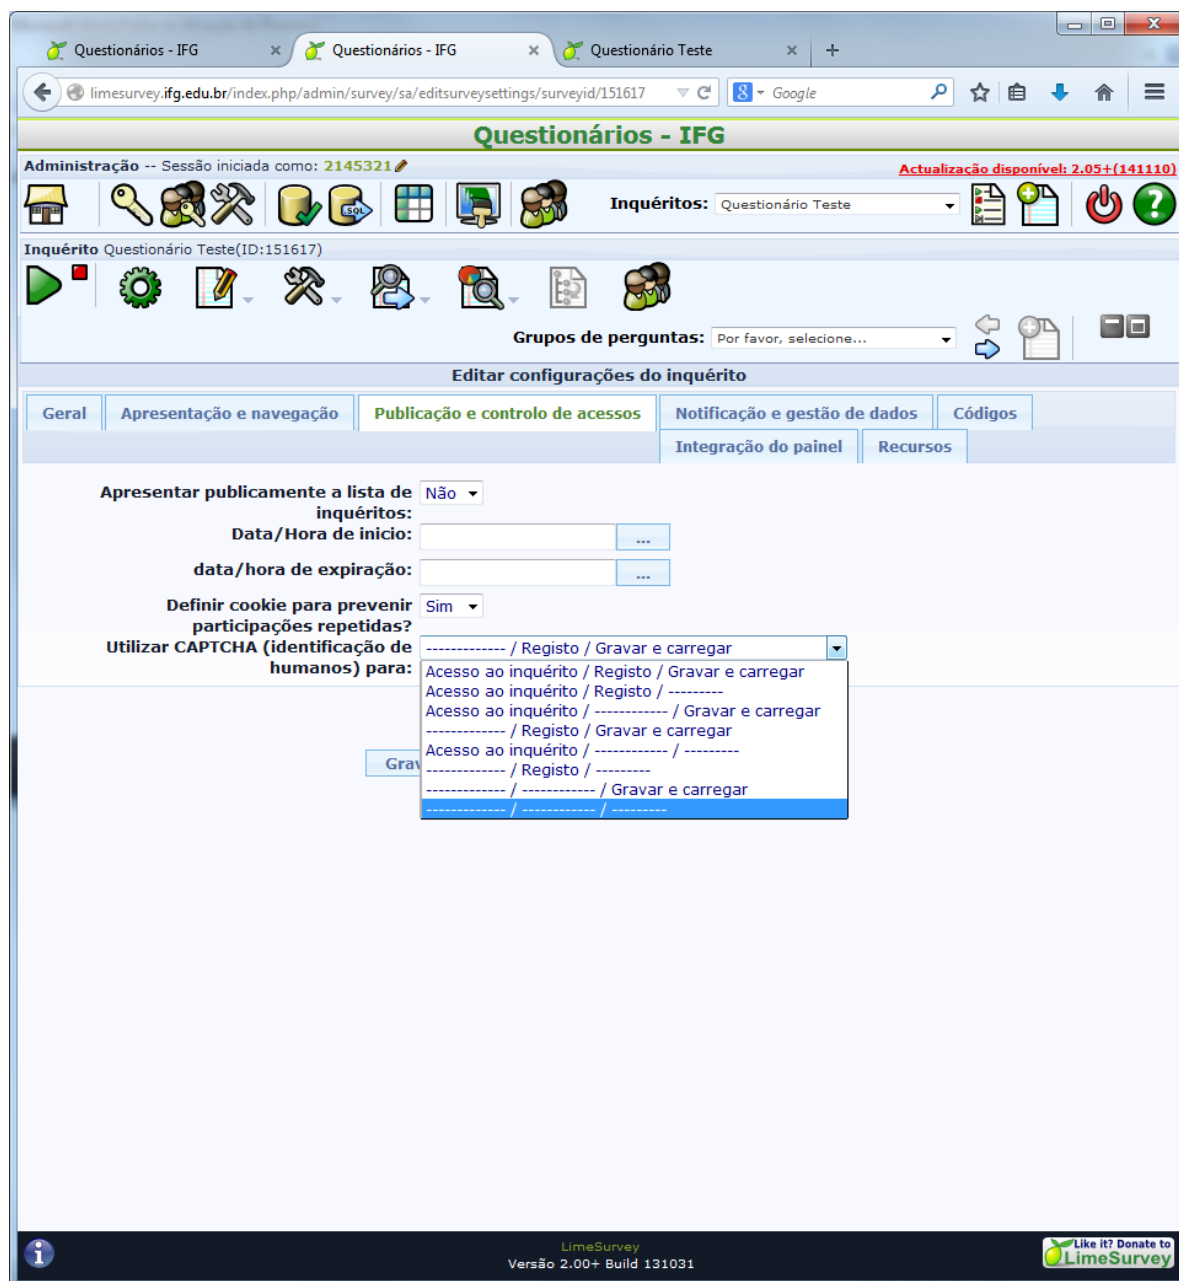 Questionários - IFG
Questionários - IFG
Questionário Teste
limesurvey.ifg.edu.br/index.php/admin/survey/sa/editsurveysettings/surveyid/151617
8 Google
Questionários - IFG
Administração -- Sessão iniciada como: 2145321
Actualização disponível: 2.05+(141110)
SQL
Inquéritos: Questionário Teste
Inquérito Questionário Teste(ID:151617)
Grupos de perguntas: Por favor, selecione...
Editar configurações do inquérito
Geral Apresentação e navegação Publicação e controlo de acessos Notificação e gestão de dados Códigos
Integração do painel Recursos
Apresentar publicamente a lista de inquéritos: Não
Data/Hora de inicio: ...
data/hora de expiração: ...
Definir cookie para prevenir participações repetidas? Sim
Utilizar CAPTCHA (identificação de humanos) para: ------------- / Registo / Gravar e carregar
Acesso ao inquérito / Registo / Gravar e carregar
Acesso ao inquérito / Registo / ---------
Acesso ao inquérito / ------------ / Gravar e carregar
------------- / Registo / Gravar e carregar
Acesso ao inquérito / ------------ / ---------
------------- / Registo / ---------
------------- / ------------ / Gravar e carregar
------------- / ------------ / ---------
LimeSurvey
Versão 2.00+ Build 131031
Like it? Donate to
LimeSurvey